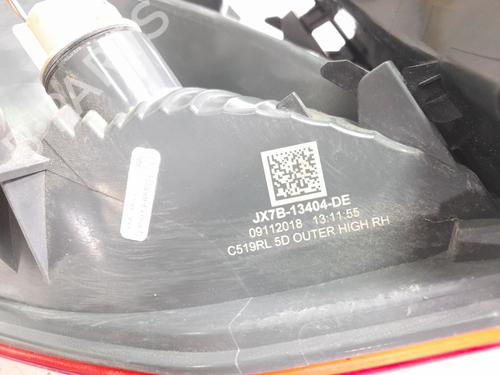 JX7B-13404-DE
09112018 13:11:55
C519RL 5D OUTER HIGH RH